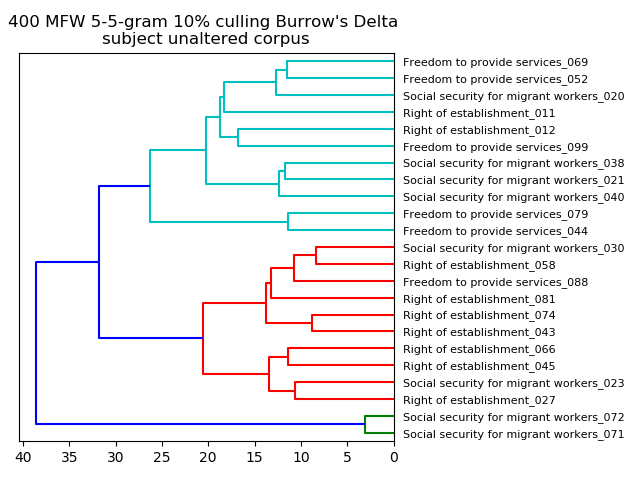 400 MFW 5-5-gram 10% culling Burrow's Delta
subject unaltered corpus
Freedom to provide services_069
Freedom to provide services_052
Social security for migrant workers_020
Right of establishment_011
Right of establishment_012
Freedom to provide services_099
Social security for migrant workers_038
Social security for migrant workers_021
Social security for migrant workers_040
Freedom to provide services_079
Freedom to provide services_044
Social security for migrant workers_030
Right of establishment_058
Freedom to provide services_088
Right of establishment_081
Right of establishment_074
Right of establishment_043
Right of establishment_066
Right of establishment_045
Social security for migrant workers_023
Right of establishment_027
Social security for migrant workers_072
Social security for migrant workers_071
40 35 30 25 20 15 10 5 0